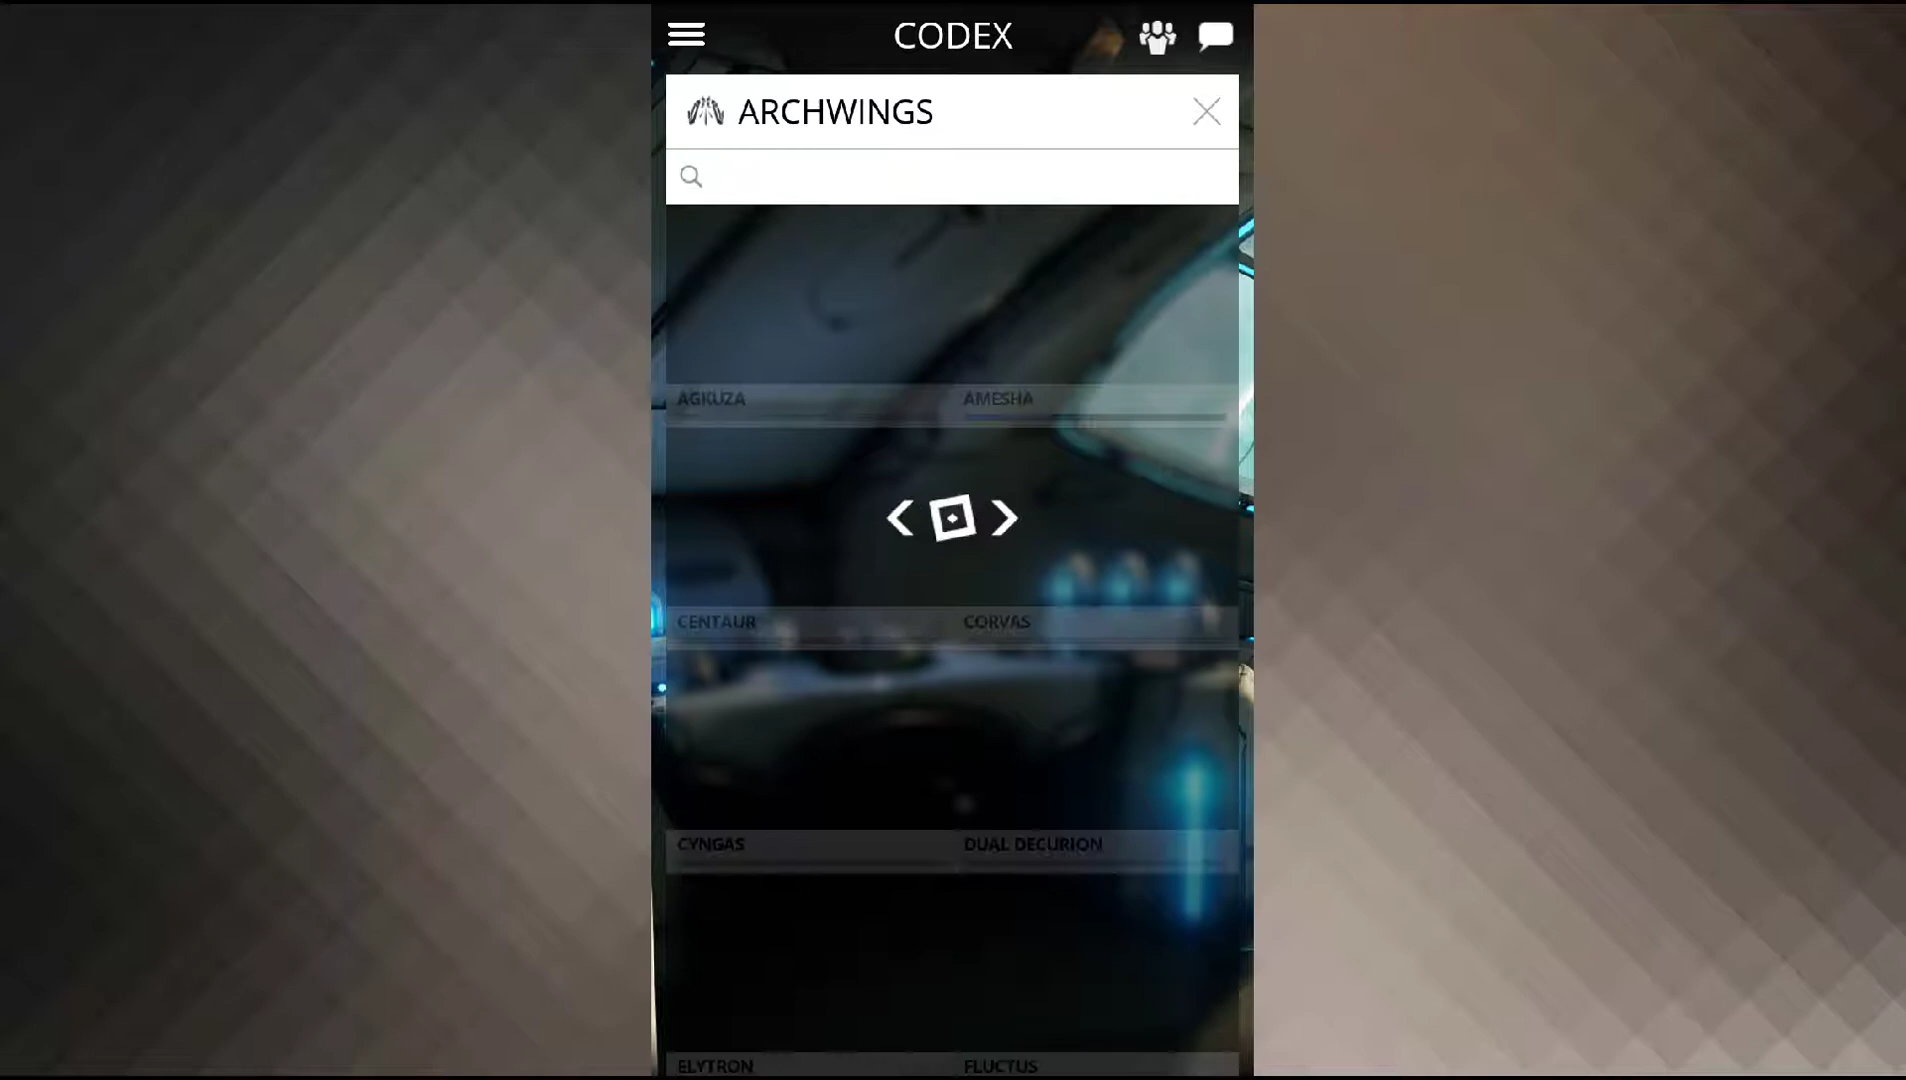 CODEX
ARCHWINGS
AGKUZA AMESHA
CENTAUR CORVAS
CYNGAS DUAL DECURION
ELYTRON FLUCTUS